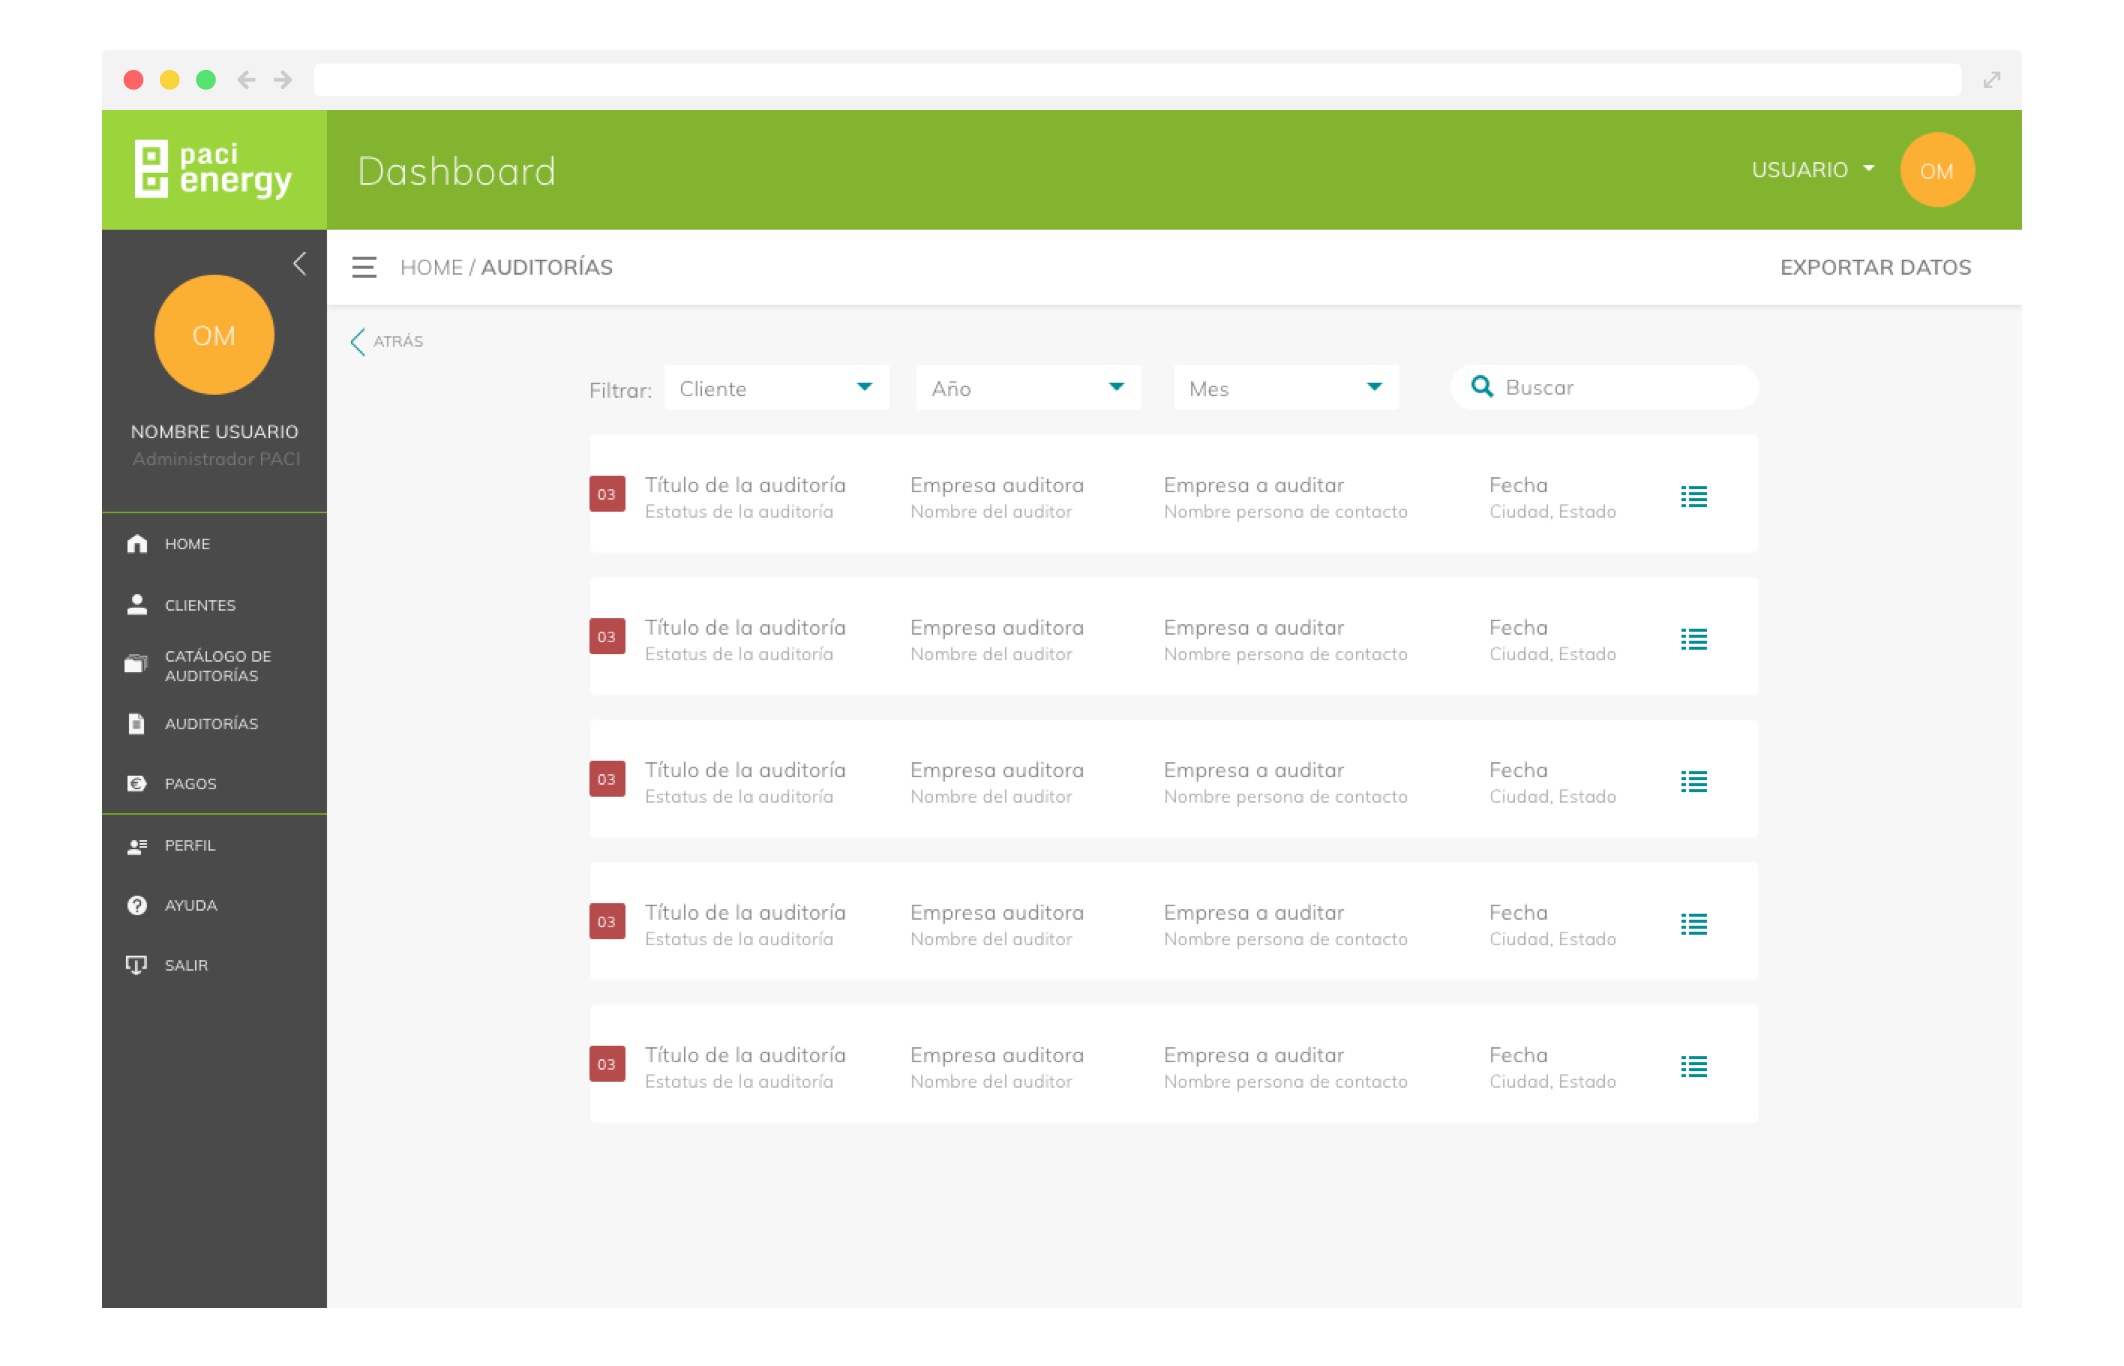 paci
energy
Dashboard
USUARIO
OM
HOME / AUDITORÍAS
EXPORTAR DATOS
OM
NOMBRE USUARIO
Administrador PACI
HOME
CLIENTES
CATÁLOGO DE
AUDITORÍAS
AUDITORÍAS
PAGOS
PERFIL
AYUDA
SALIR
ATRÁS
Filtrar: Cliente Año Mes Buscar
03 Título de la auditoría Empresa auditora Empresa a auditar Fecha
Estatus de la auditoría Nombre del auditor Nombre persona de contacto Ciudad, Estado
03 Título de la auditoría Empresa auditora Empresa a auditar Fecha
Estatus de la auditoría Nombre del auditor Nombre persona de contacto Ciudad, Estado
03 Título de la auditoría Empresa auditora Empresa a auditar Fecha
Estatus de la auditoría Nombre del auditor Nombre persona de contacto Ciudad, Estado
03 Título de la auditoría Empresa auditora Empresa a auditar Fecha
Estatus de la auditoría Nombre del auditor Nombre persona de contacto Ciudad, Estado
03 Título de la auditoría Empresa auditora Empresa a auditar Fecha
Estatus de la auditoría Nombre del auditor Nombre persona de contacto Ciudad, Estado